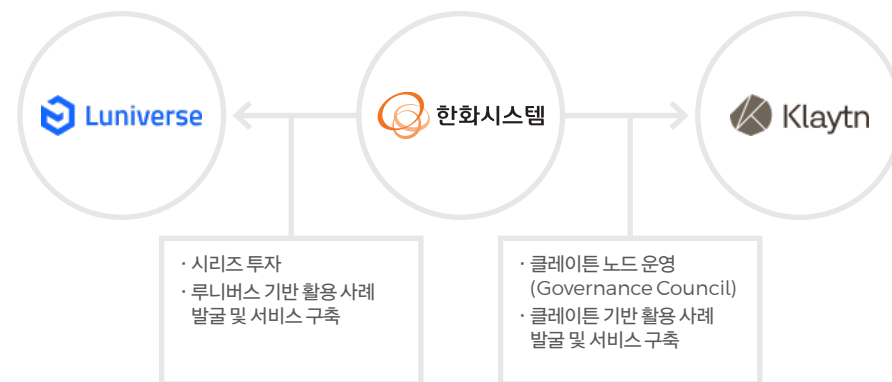 Luniverse
한화시스템
Klaytn
· 시리즈 투자
· 루니버스 기반 활용 사례
발굴 및 서비스 구축
· 클레이튼 노드 운영
(Governance Council)
· 클레이튼 기반 활용 사례
발굴 및 서비스 구축